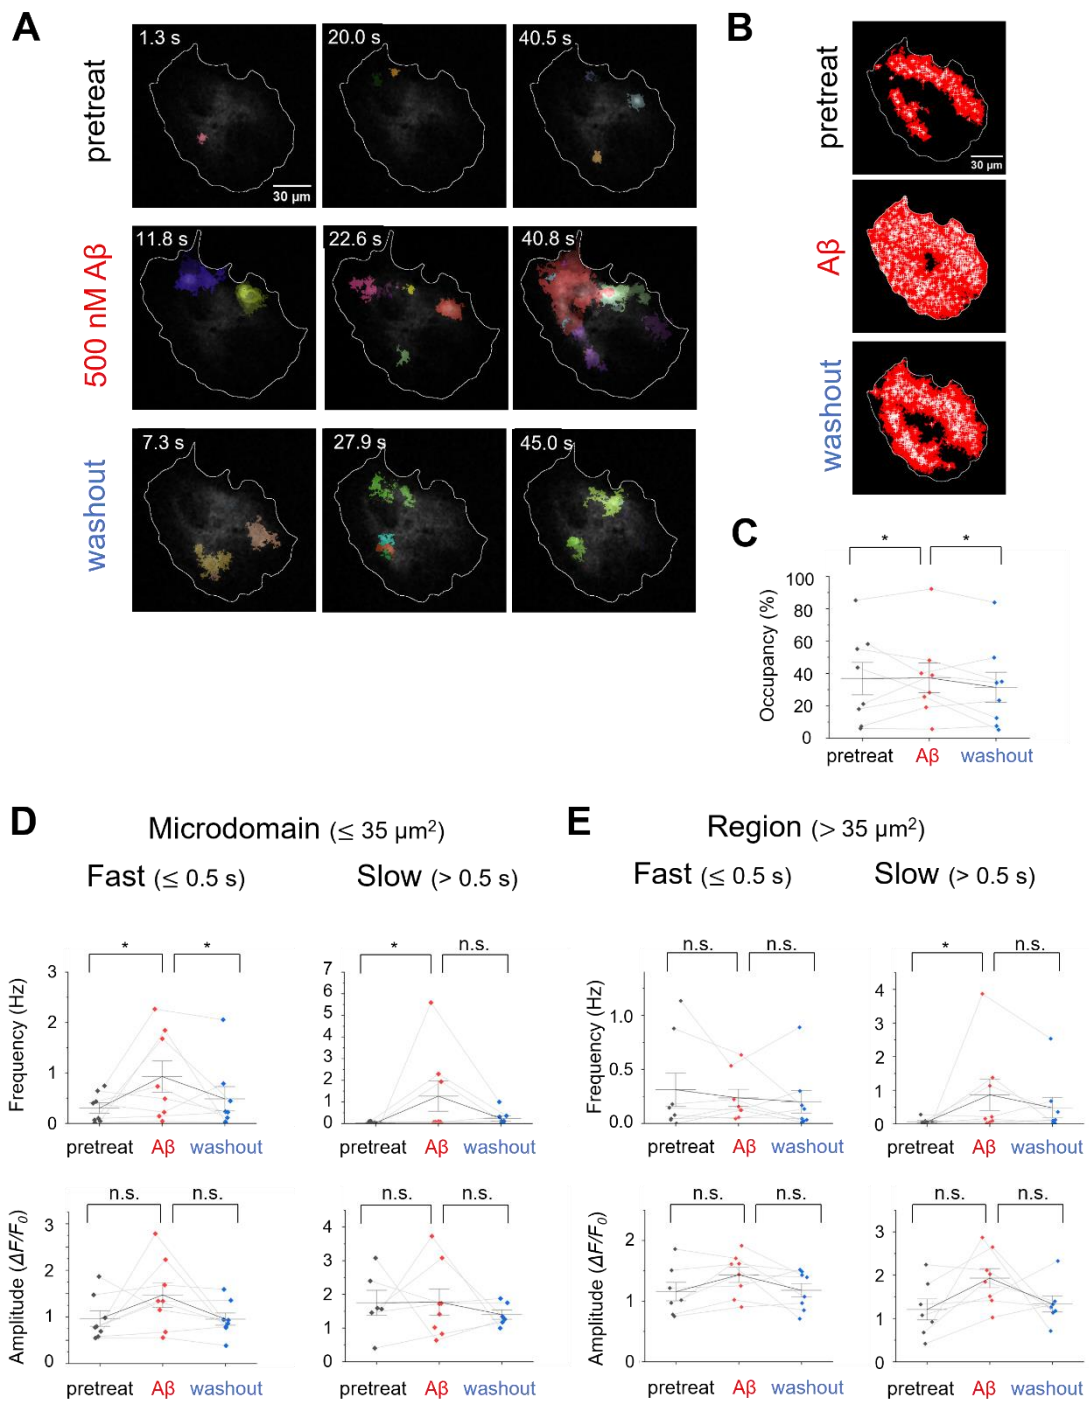 A
B
pretreat
1.3 s
20.0 s
40.5 s
30 µm
500 nM Aβ
11.8 s
22.6 s
40.8 s
washout
7.3 s
27.9 s
45.0 s
pretreat
30 µm
Aβ
washout
C
* *
Occupancy (%)
100
80
60
40
20
0
pretreat Aβ washout
D
Microdomain (≤ 35 µm²)
Fast (≤ 0.5 s) Slow (> 0.5 s)
* *
Frequency (Hz)
3
2
1
0
pretreat Aβ washout
* n.s.
7
6
5
4
3
2
1
0
pretreat Aβ washout
n.s. n.s.
Amplitude (ΔF/F₀)
3
2
1
0
pretreat Aβ washout
n.s. n.s.
4
3
2
1
0
pretreat Aβ washout
E
Region (> 35 µm²)
Fast (≤ 0.5 s) Slow (> 0.5 s)
n.s. n.s.
Frequency (Hz)
1.0
0.5
0.0
pretreat Aβ washout
* n.s.
4
3
2
1
0
pretreat Aβ washout
n.s. n.s.
Amplitude (ΔF/F₀)
2
1
0
pretreat Aβ washout
n.s. n.s.
3
2
1
0
pretreat Aβ washout